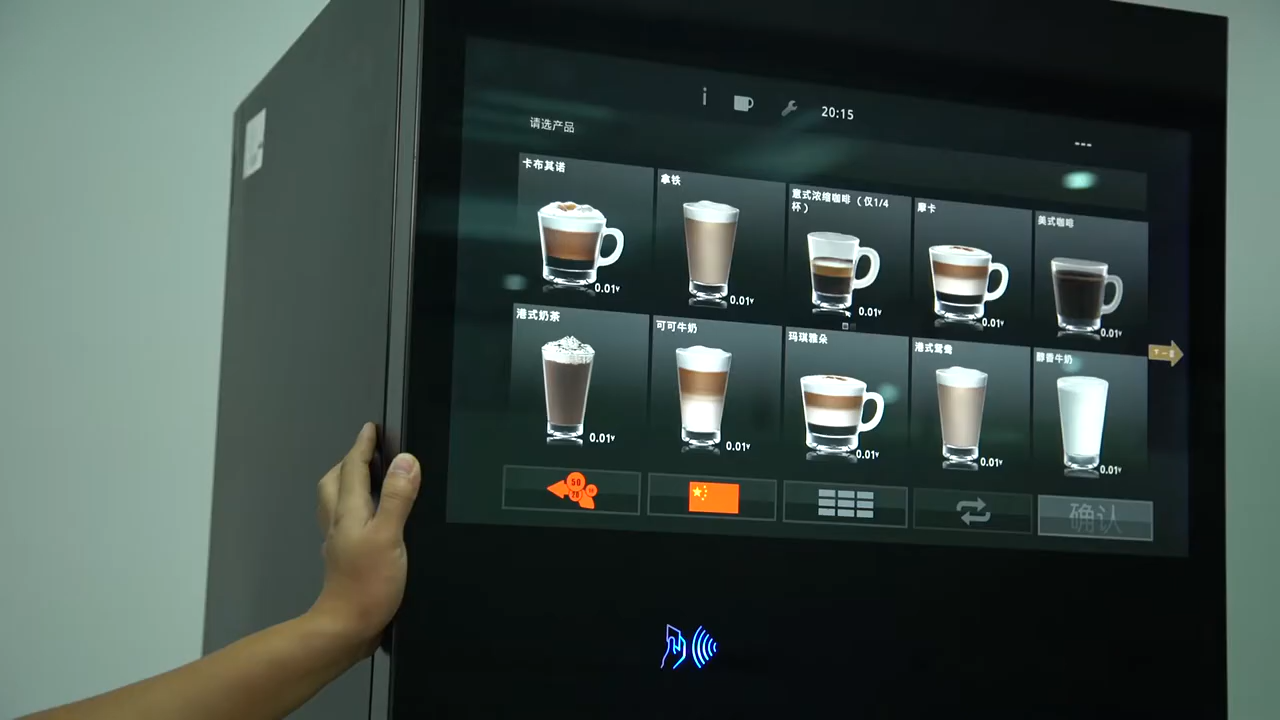 20:15
请选产品
---
卡布其诺
0.01¥
拿铁
0.01¥
意式浓缩咖啡（仅1/4
杯）
0.01¥
摩卡
0.01¥
美式咖啡
0.01¥
港式奶茶
0.01¥
可可牛奶
0.01¥
玛琪雅朵
0.01¥
港式鸳鸯
0.01¥
醇香牛奶
0.01¥
50
确认